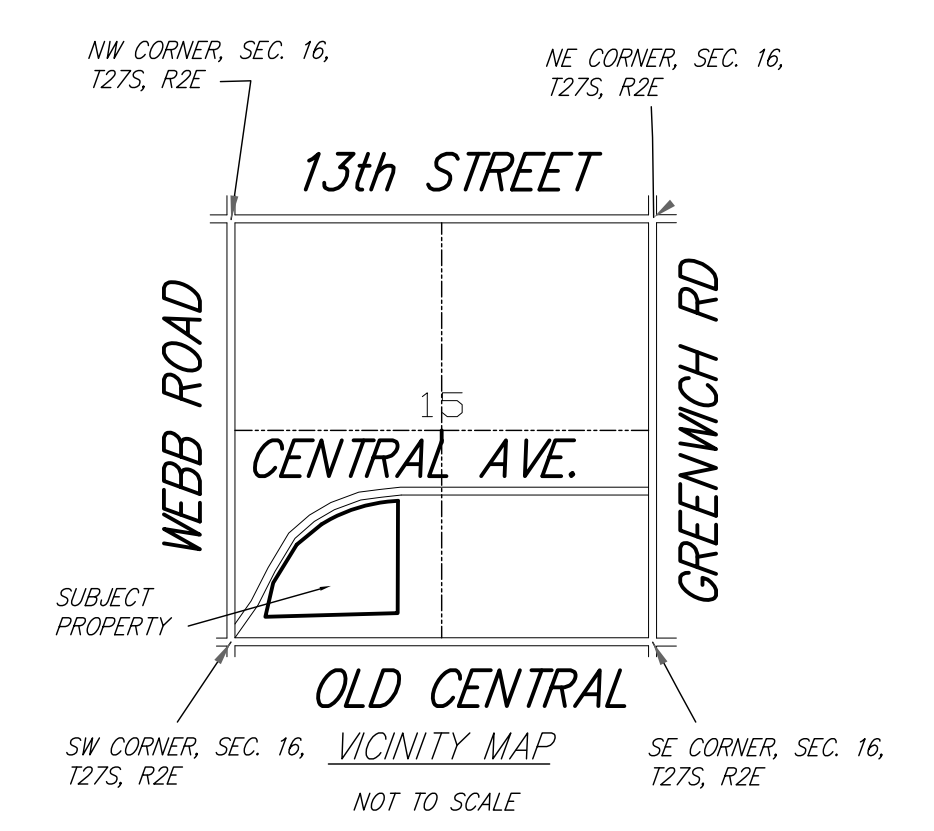 NW CORNER, SEC. 16,
T27S, R2E
NE CORNER, SEC. 16,
T27S, R2E
13th STREET
WEBB ROAD
GREENWICH RD
15
CENTRAL AVE.
SUBJECT
PROPERTY
OLD CENTRAL
SW CORNER, SEC. 16,
T27S, R2E
VICINITY MAP
NOT TO SCALE
SE CORNER, SEC. 16,
T27S, R2E